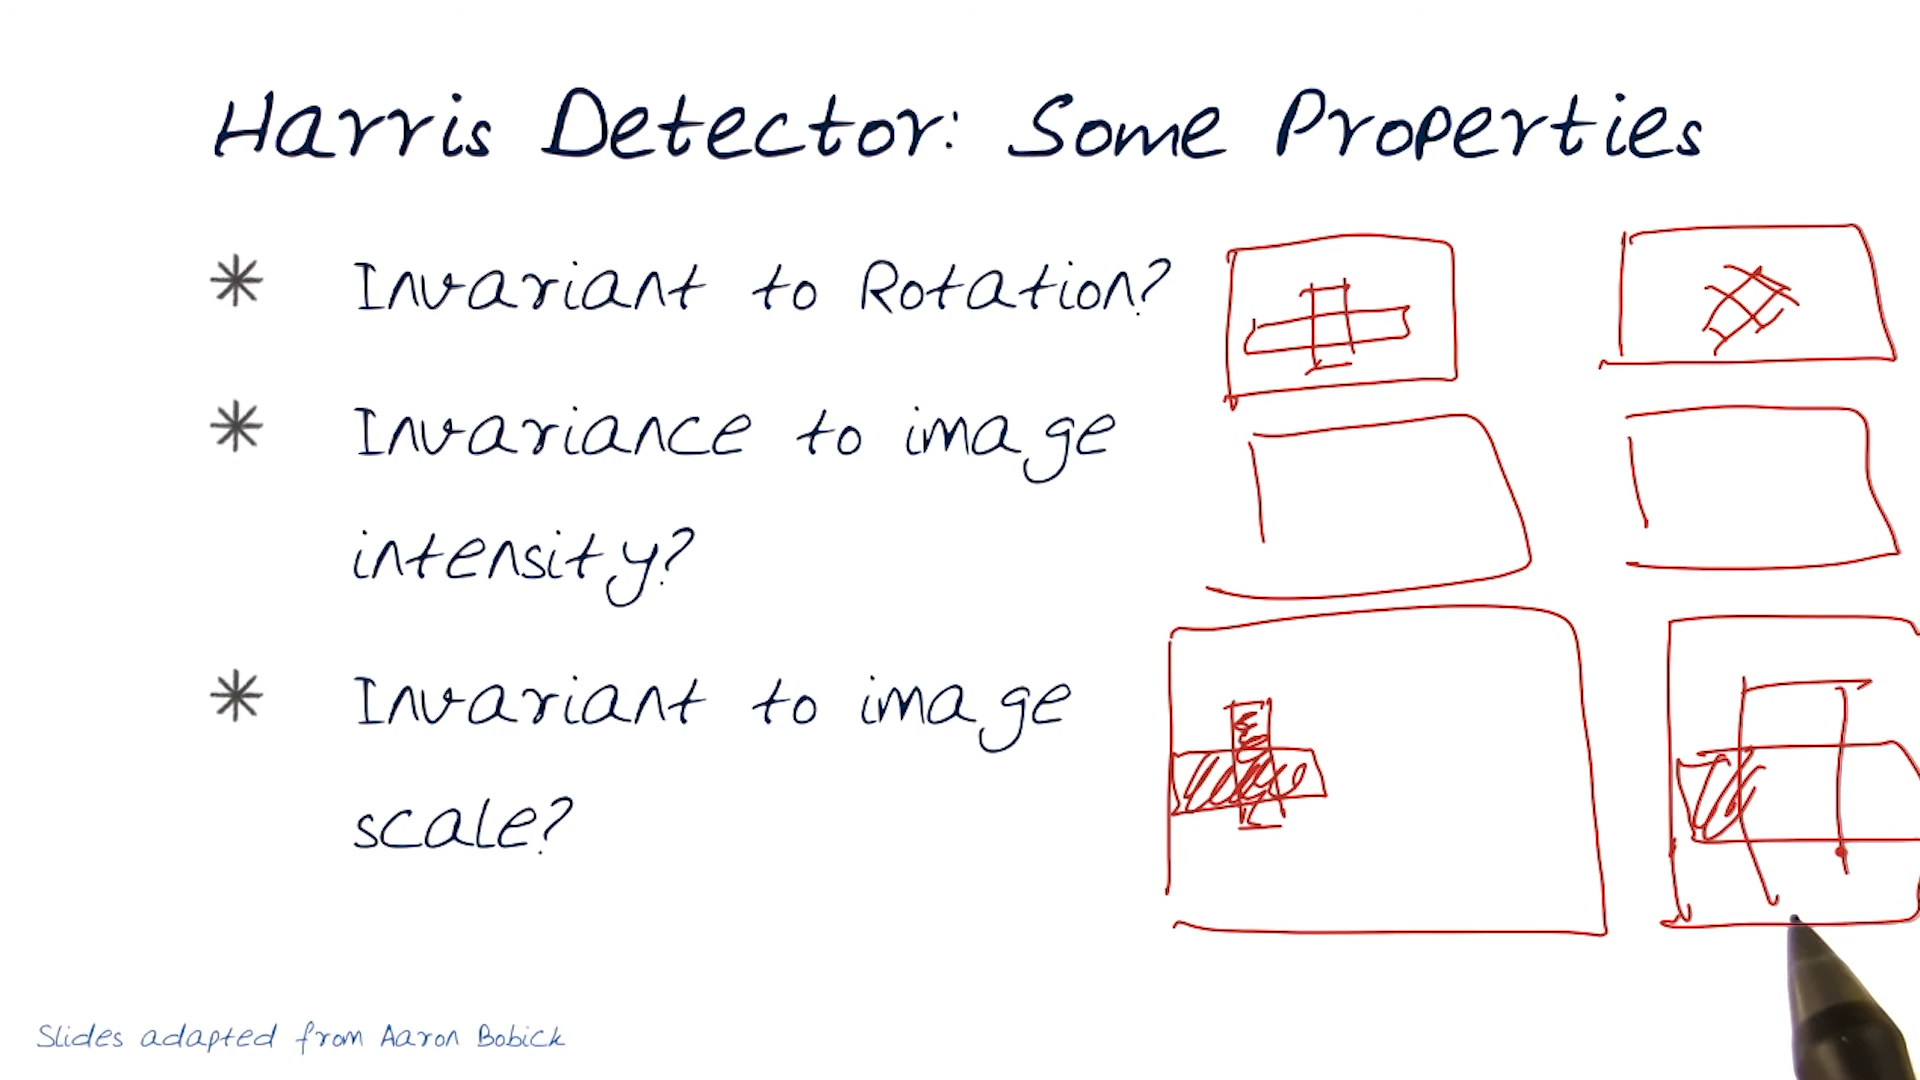 Harris Detector: Some Properties
* Invariant to Rotation?
* Invariance to image
intensity?
* Invariant to image
scale?
Slides adapted from Aaron Bobick